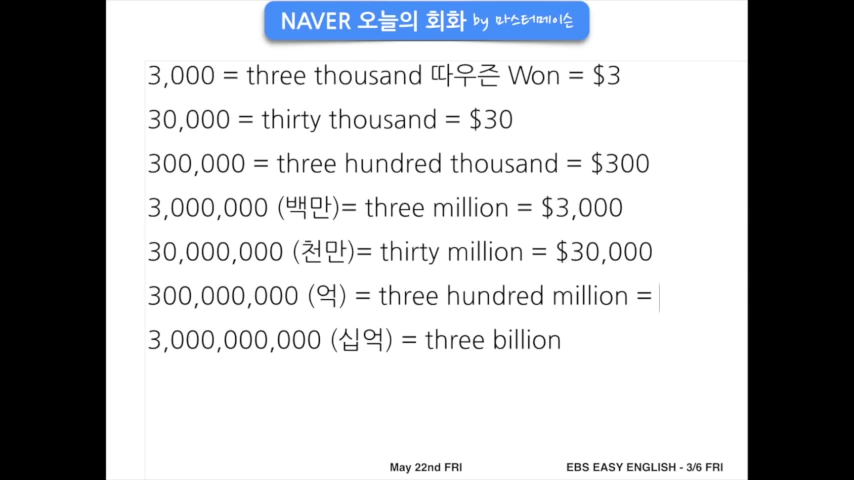 NAVER 오늘의 회화 by 마스터메이슨
3,000 = three thousand 따우즌 Won = $3
30,000 = thirty thousand = $30
300,000 = three hundred thousand = $300
3,000,000 (백만)= three million = $3,000
30,000,000 (천만)= thirty million = $30,000
300,000,000 (억) = three hundred million =
3,000,000,000 (십억) = three billion
May 22nd FRI
EBS EASY ENGLISH - 3/6 FRI